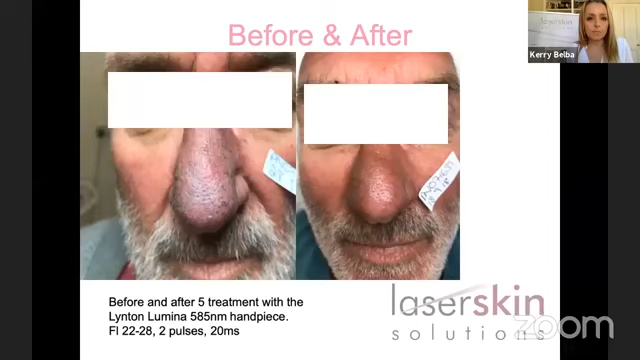 Before & After
laserskin
Kerry Belba
Before and after 5 treatment with the
Lynton Lumina 585nm handpiece.
Fl 22-28, 2 pulses, 20ms
laserskin
solutions
zoom